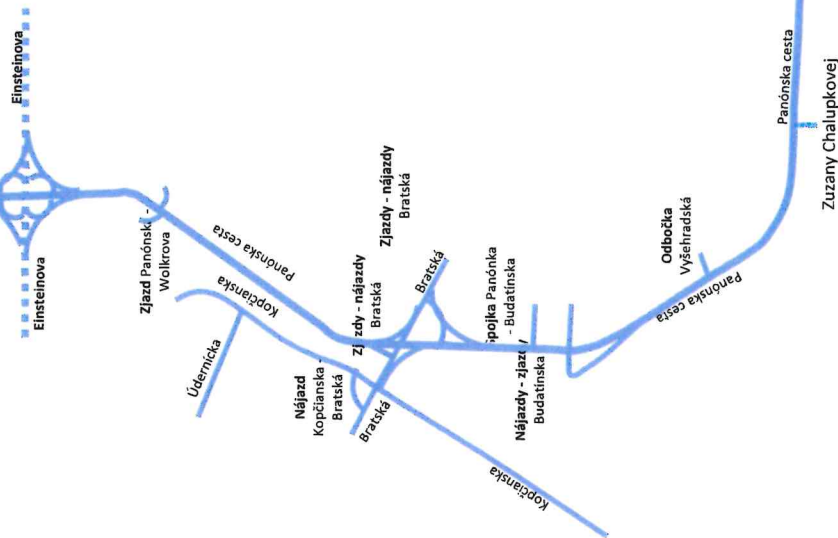 Einsteinova
Einsteinova
Zjazd Panónska -
Wolkrova
Panónska cesta
Kopčianska
Údernícka
Zjazdy - nájazdy
Bratská
Zjazdy - nájazdy
Bratská
Nájazd
Kopčianska -
Bratská
Bratská
Bratská
Spojka Panónka
- Budatínska
Nájazdy - zjazdy
Budatínska
Kopčianska
Odbočka
Vyšehradská
Panónska cesta
Panónska cesta
Zuzany Chalupkovej